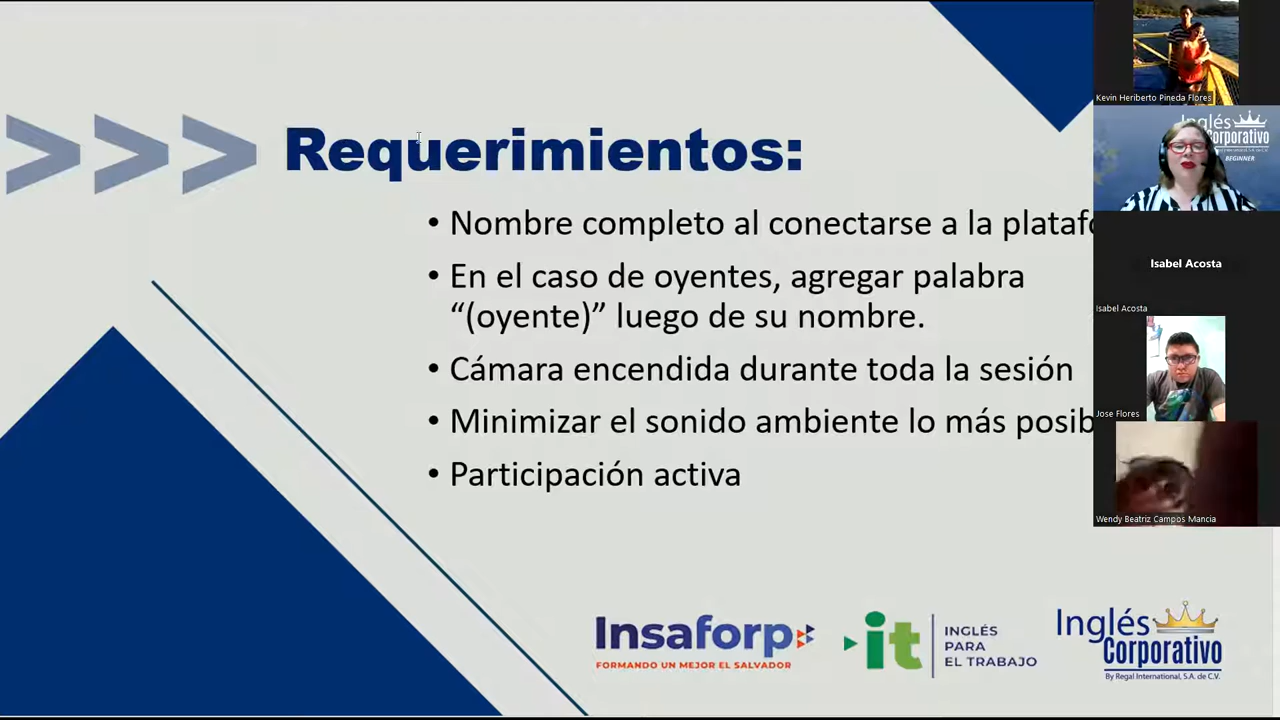 Requerimientos:
• Nombre completo al conectarse a la plataf
• En el caso de oyentes, agregar palabra
“(oyente)” luego de su nombre.
• Cámara encendida durante toda la sesión
• Minimizar el sonido ambiente lo más posib
• Participación activa
Insaforp
FORMANDO UN MEJOR EL SALVADOR
it
INGLÉS
PARA
EL TRABAJO
Inglés
Corporativo
By Regal International, S.A. de C.V.
Kevin Heriberto Pineda Flores
Inglés
Corporativo
BEGINNER
Isabel Acosta
Isabel Acosta
Jose Flores
Wendy Beatriz Campos Mancia